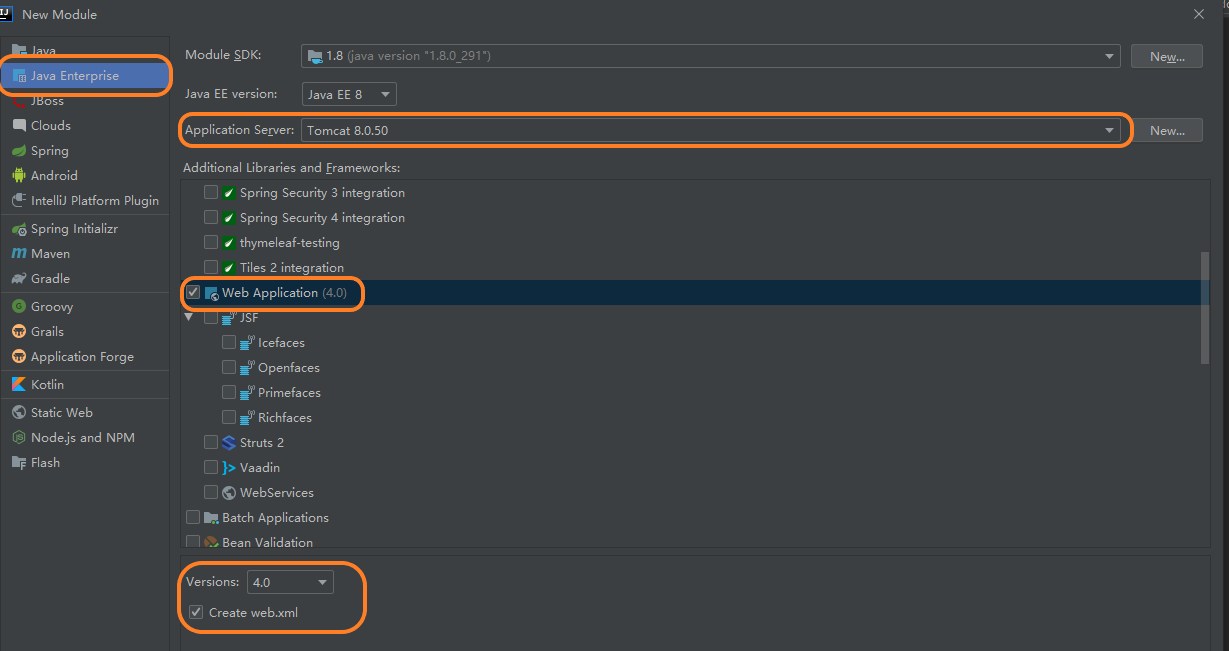 IJ New Module
Java
Java Enterprise
JBoss
Clouds
Spring
Android
IntelliJ Platform Plugin
Spring Initializr
m Maven
Gradle
G Groovy
Grails
Application Forge
Kotlin
Static Web
Node.js and NPM
Flash
Module SDK: 1.8 (java version "1.8.0_291") New...
Java EE version: Java EE 8
Application Server: Tomcat 8.0.50 New...
Additional Libraries and Frameworks:
Spring Security 3 integration
Spring Security 4 integration
thymeleaf-testing
Tiles 2 integration
Web Application (4.0)
JSF
Icefaces
Openfaces
Primefaces
Richfaces
Struts 2
Vaadin
WebServices
Batch Applications
Bean Validation
Versions: 4.0
Create web.xml